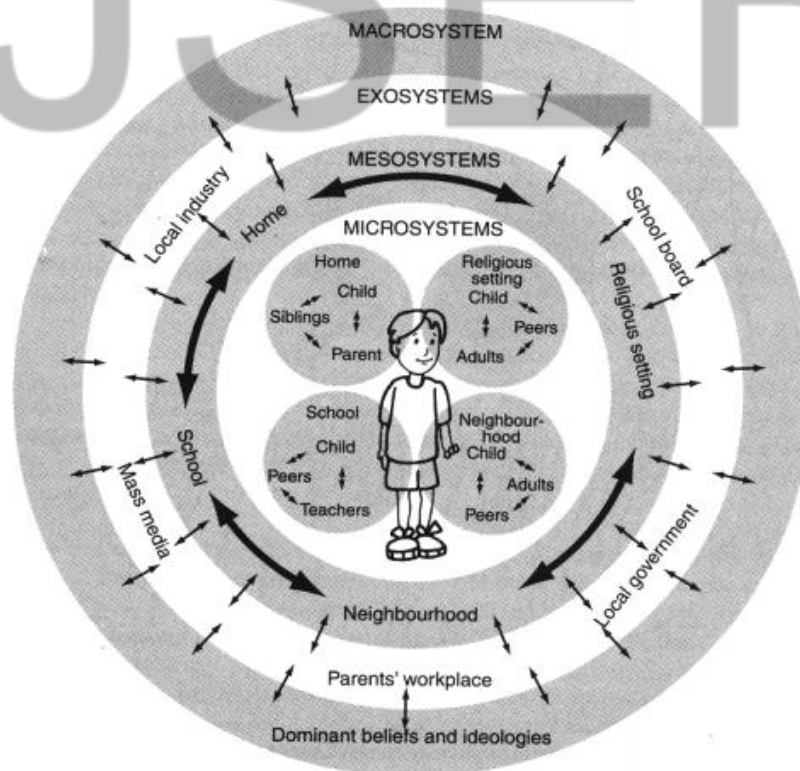 JSER
MACROSYSTEM
EXOSYSTEMS
MESOSYSTEMS
MICROSYSTEMS
Local industry
Home
School board
Religious setting
Home
Child
Siblings
Parent
Religious
setting
Child
Peers
Adults
School
Child
Peers
Teachers
Neighbour-
hood
Child
Adults
Peers
School
Mass media
Local government
Neighbourhood
Parents' workplace
Dominant beliefs and ideologies